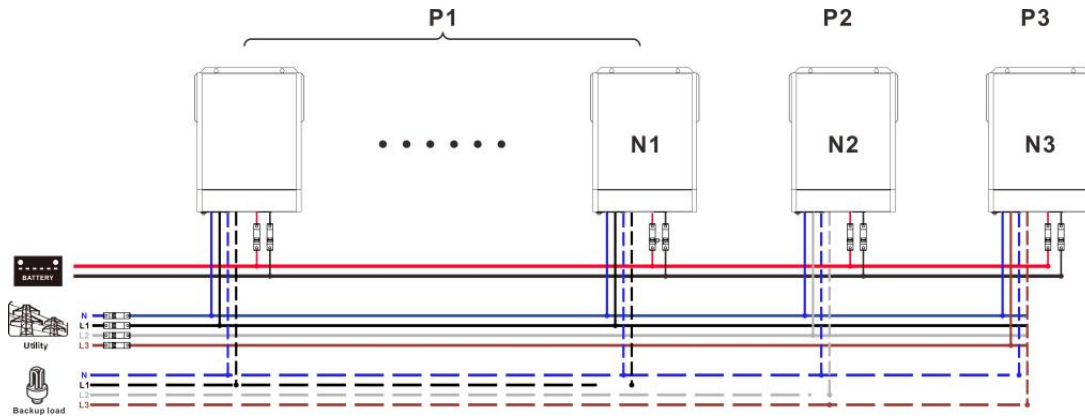 P1 P2 P3
N1 N2 N3
BATTERY
N
L1
L2
L3
Utility
N
L1
L2
L3
Backup load